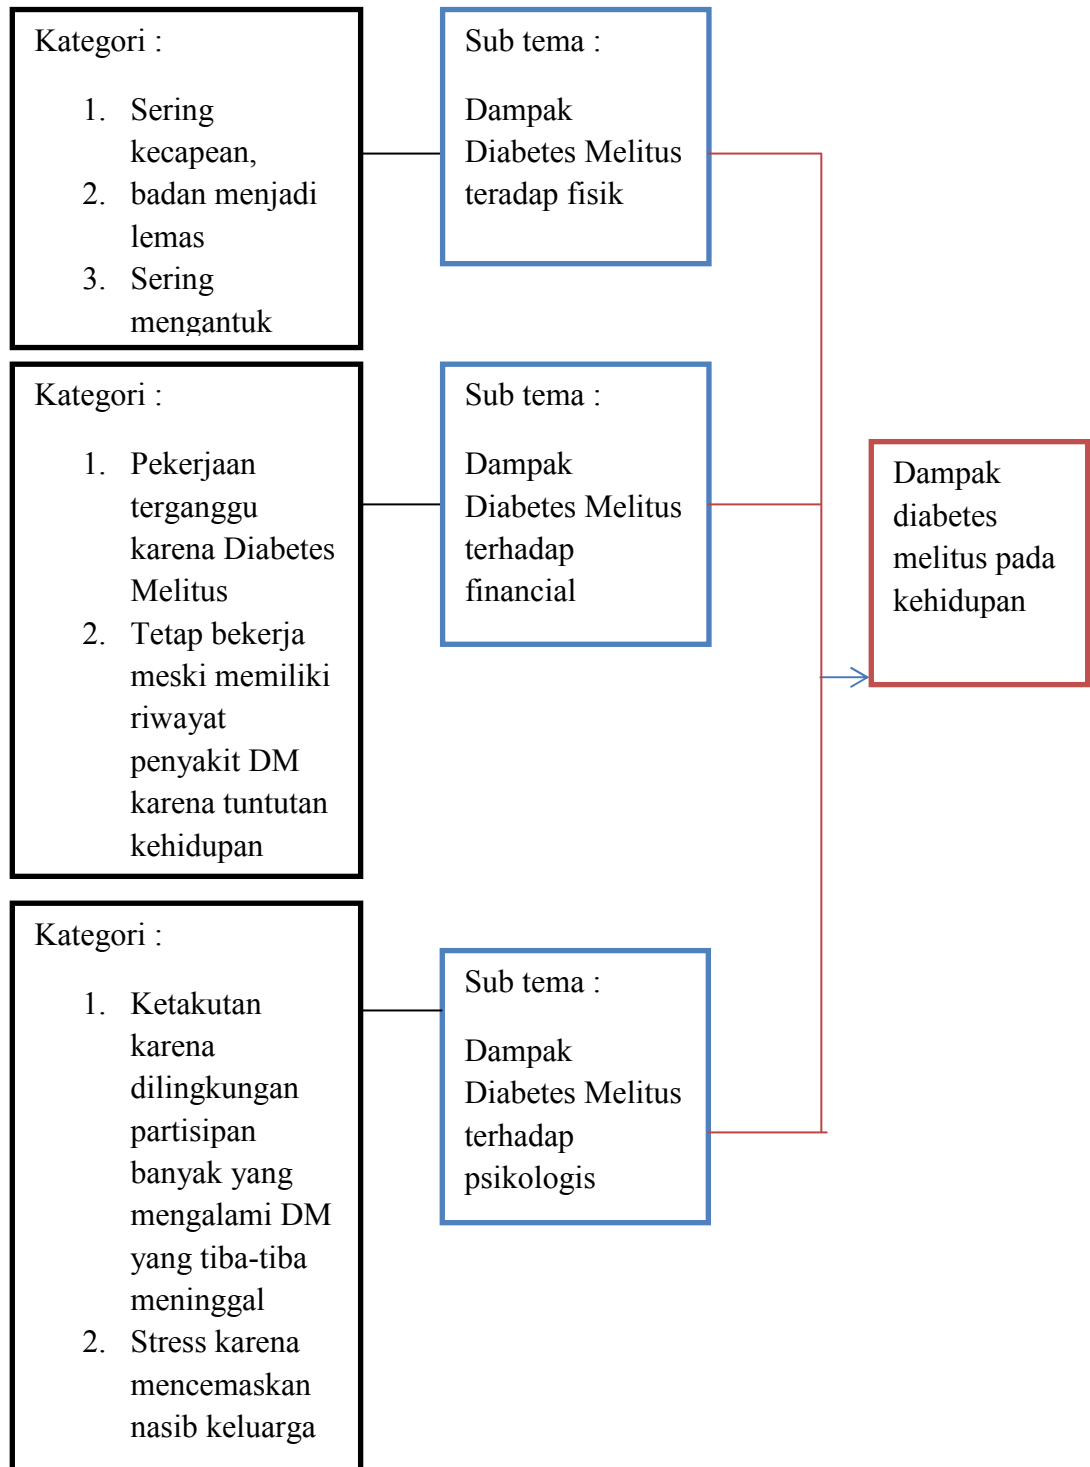 Kategori :
1. Sering
kecapean,
2. badan menjadi
lemas
3. Sering
mengantuk
Sub tema :
Dampak
Diabetes Melitus
teradap fisik
Kategori :
1. Pekerjaan
terganggu
karena Diabetes
Melitus
2. Tetap bekerja
meski memiliki
riwayat
penyakit DM
karena tuntutan
kehidupan
Sub tema :
Dampak
Diabetes Melitus
terhadap
financial
Dampak
diabetes
melitus pada
kehidupan
Kategori :
1. Ketakutan
karena
dilingkungan
partisipan
banyak yang
mengalami DM
yang tiba-tiba
meninggal
2. Stress karena
mencemaskan
nasib keluarga
Sub tema :
Dampak
Diabetes Melitus
terhadap
psikologis